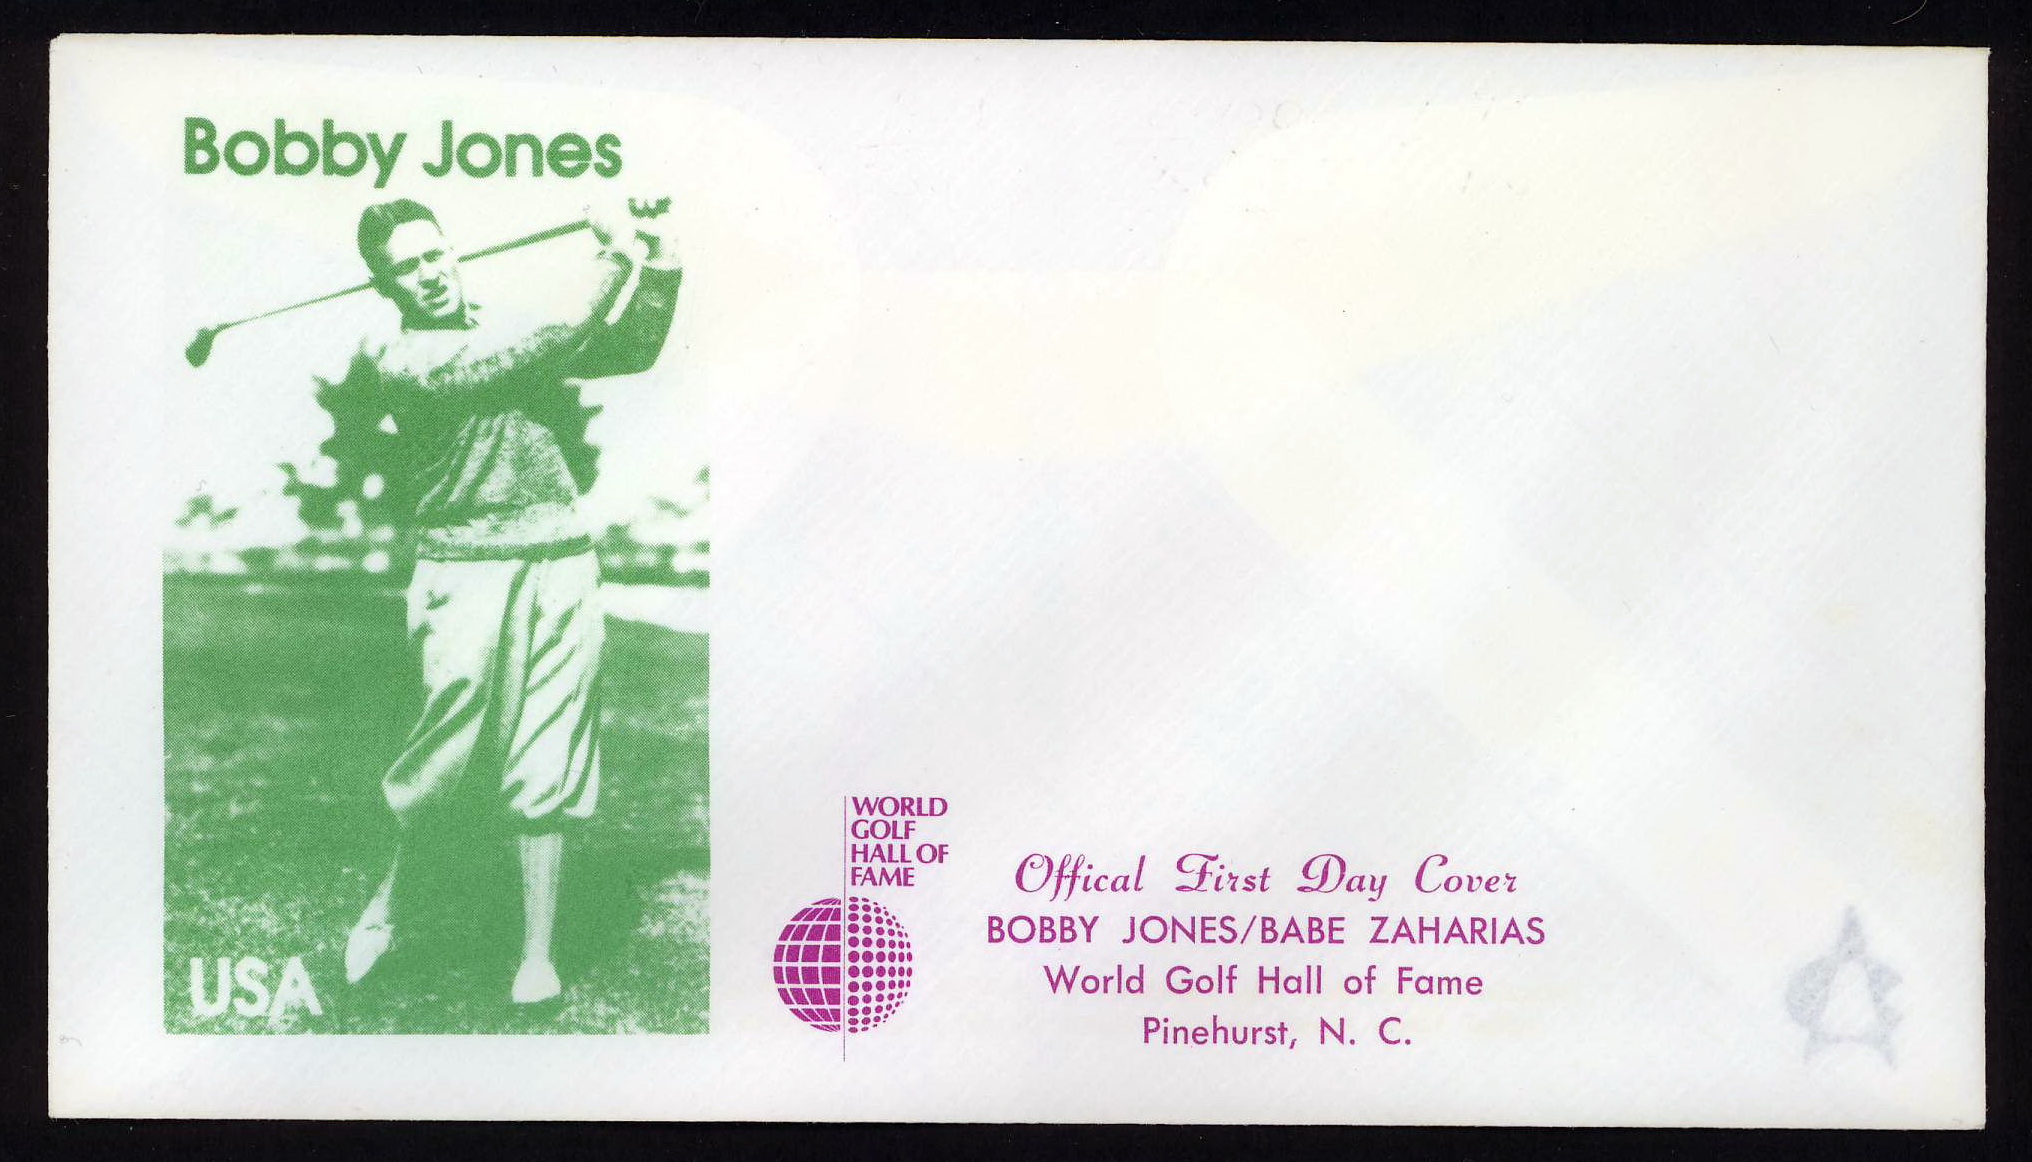 Bobby Jones
USA
WORLD
GOLF
HALL OF
FAME
Offical First Day Cover
BOBBY JONES/BABE ZAHARIAS
World Golf Hall of Fame
Pinehurst, N. C.